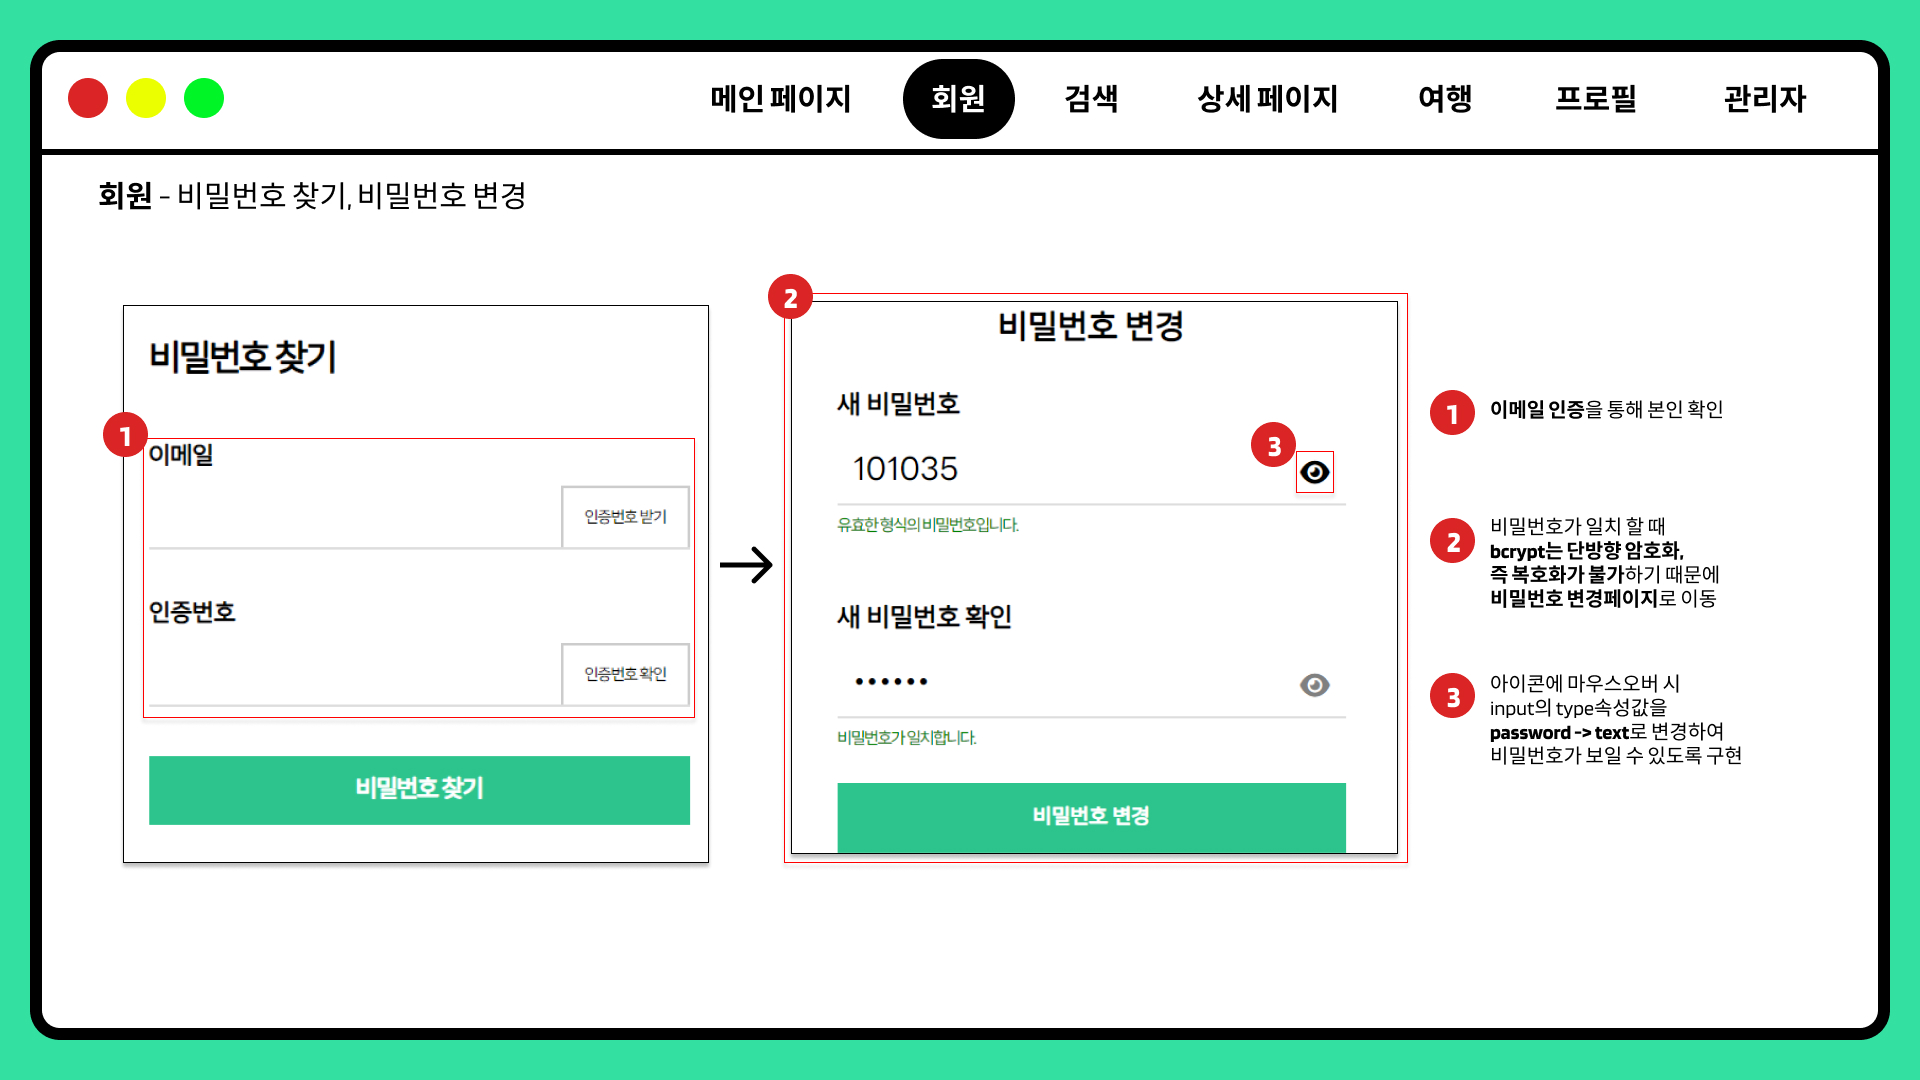 메인 페이지 회원 검색 상세 페이지 여행 프로필 관리자
회원 - 비밀번호 찾기, 비밀번호 변경
비밀번호 찾기
1
이메일
인증번호 받기
인증번호
인증번호 확인
비밀번호 찾기
2
비밀번호 변경
새 비밀번호
3
101035
유효한 형식의 비밀번호입니다.
새 비밀번호 확인
••••••
비밀번호가 일치합니다.
비밀번호 변경
1 이메일 인증을 통해 본인 확인
2 비밀번호가 일치 할 때
bcrypt는 단방향 암호화,
즉 복호화가 불가하기 때문에
비밀번호 변경페이지로 이동
3 아이콘에 마우스오버 시
input의 type속성값을
password -> text로 변경하여
비밀번호가 보일 수 있도록 구현